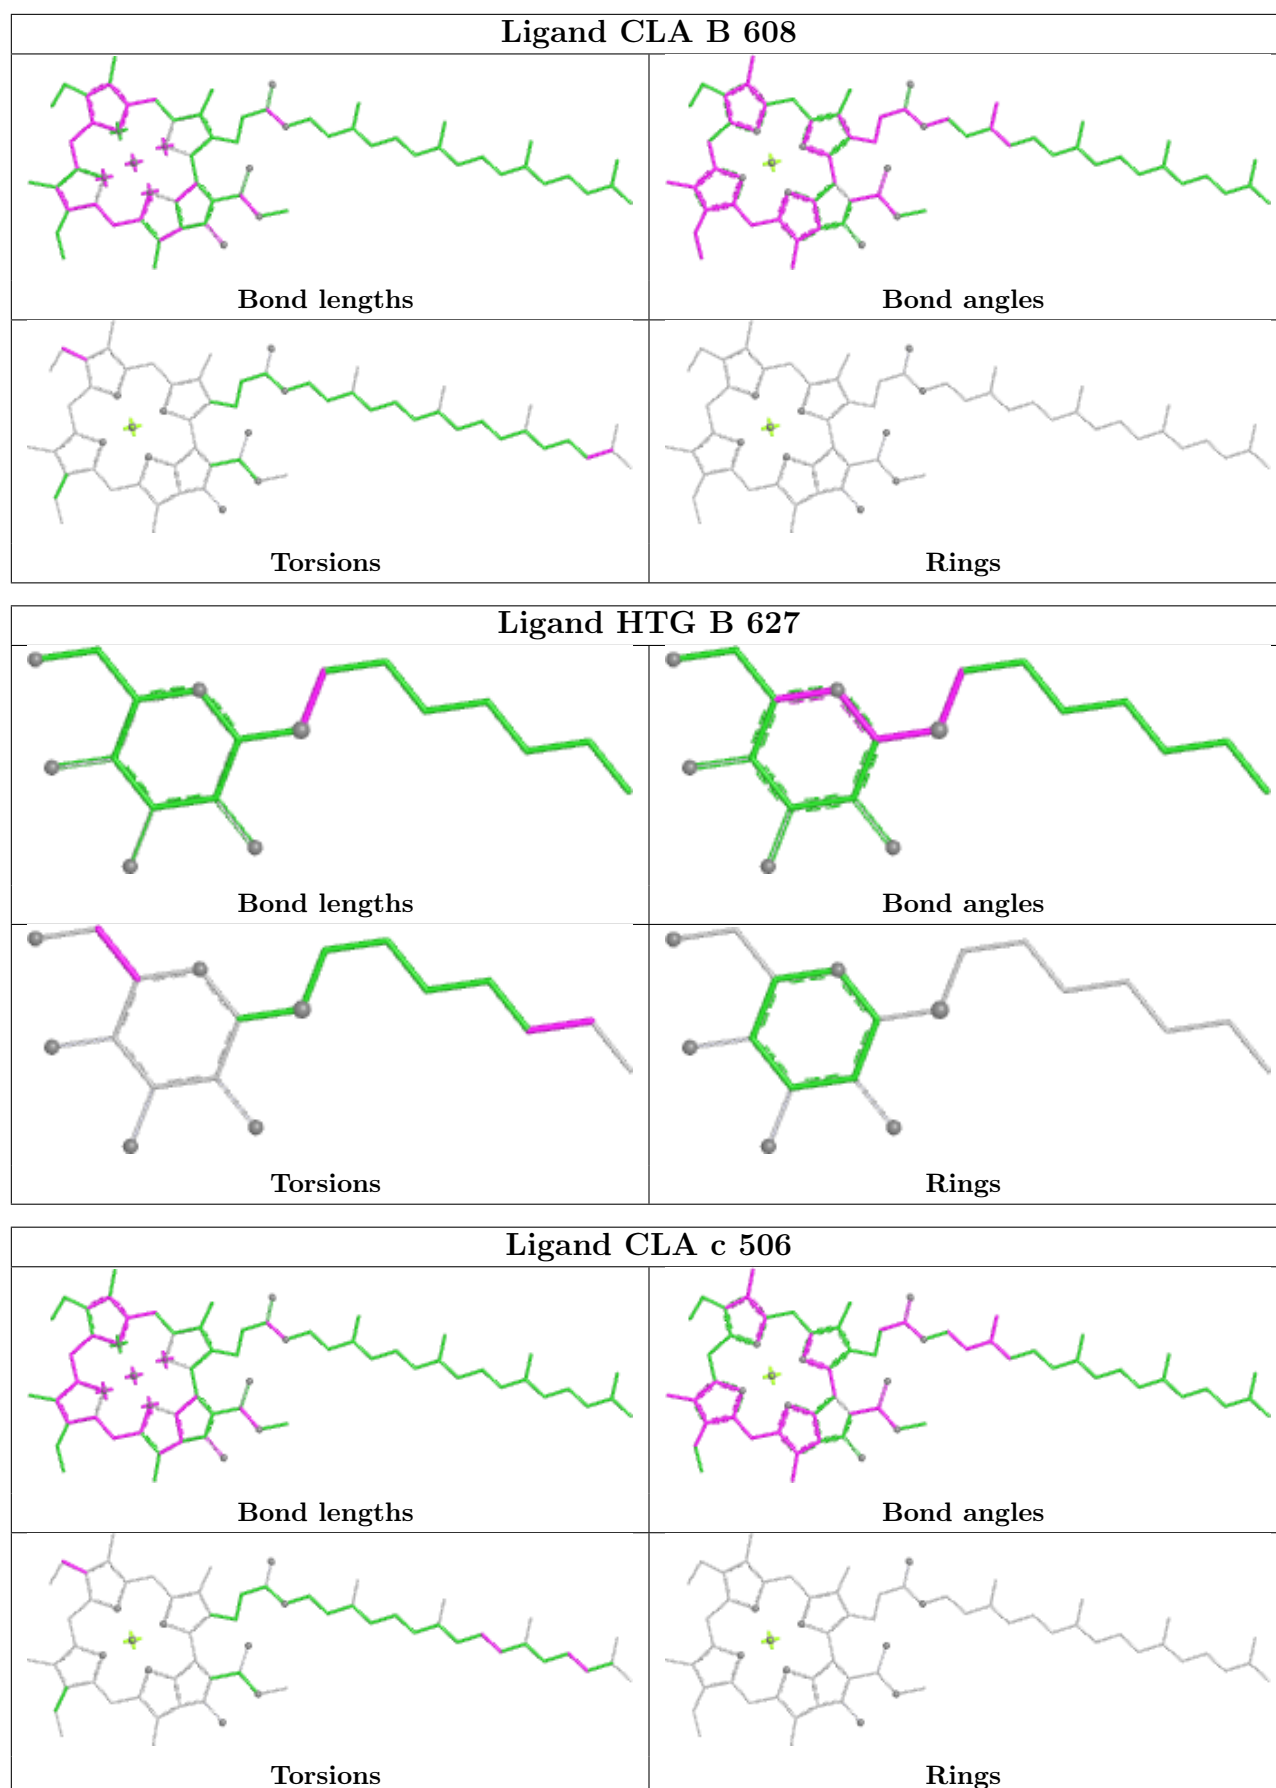 Ligand CLA B 608
Bond lengths
Bond angles
Torsions
Rings
Ligand HTG B 627
Bond lengths
Bond angles
Torsions
Rings
Ligand CLA c 506
Bond lengths
Bond angles
Torsions
Rings